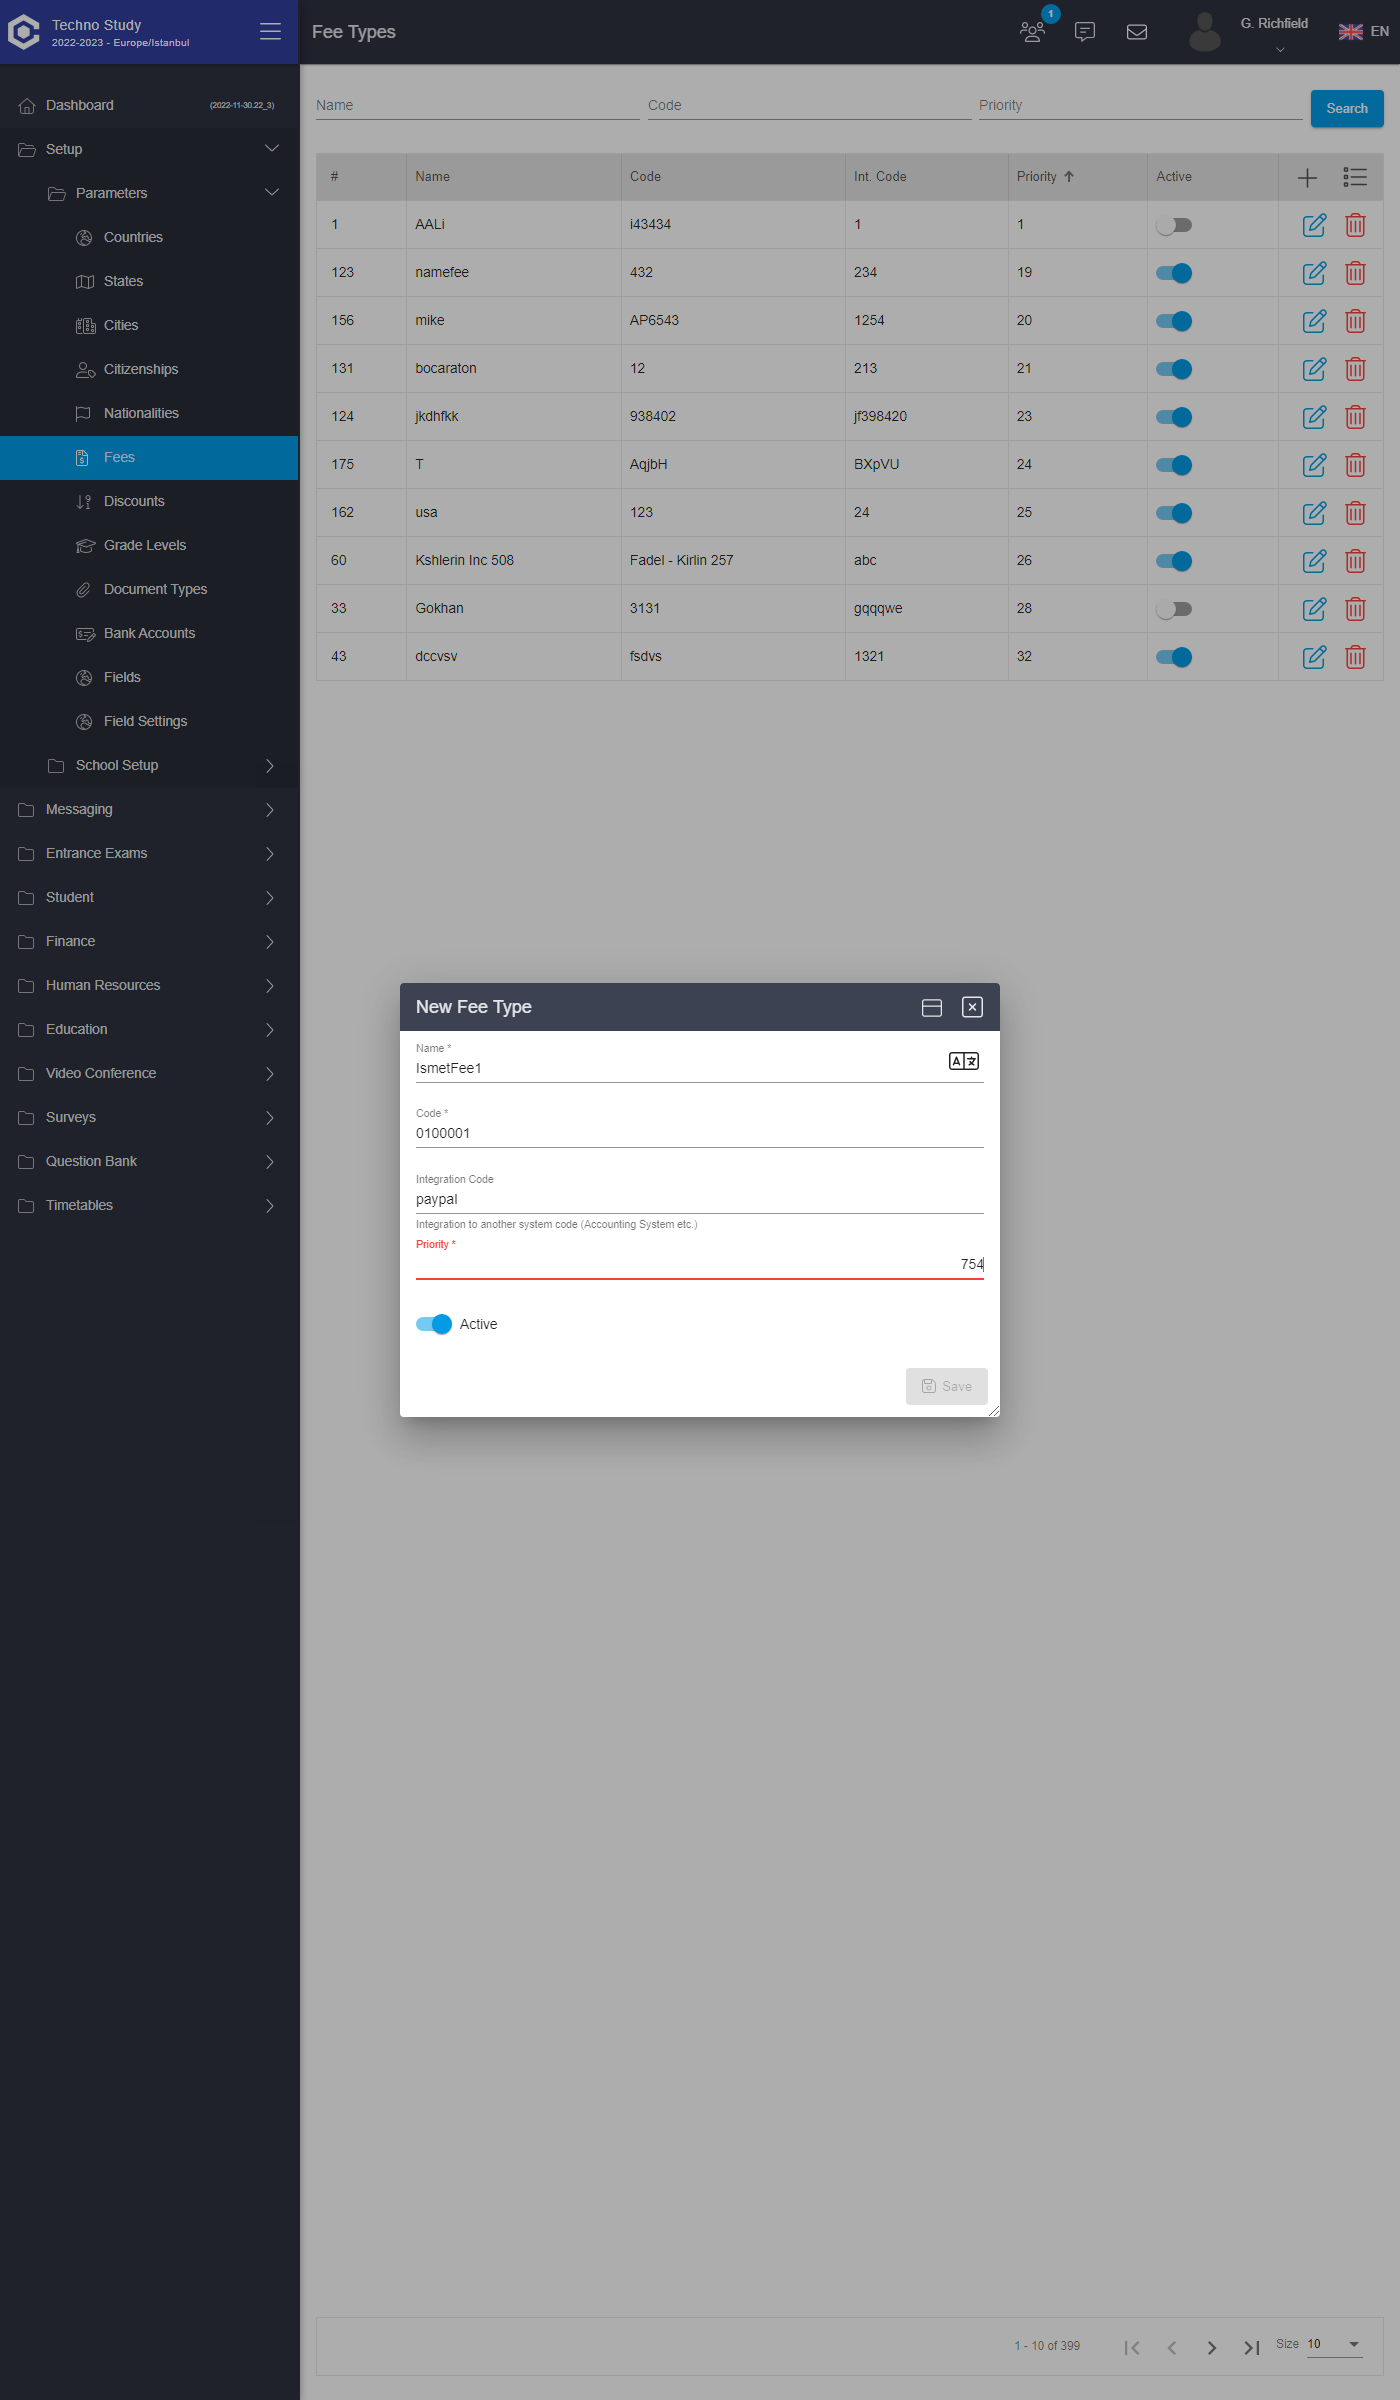 Techno Study
2022-2023 - Europe/Istanbul
Fee Types
1
G. Richfield
EN
Dashboard (2022-11-30.22_3)
Setup
Parameters
Countries
States
Cities
Citizenships
Nationalities
Fees
Discounts
Grade Levels
Document Types
Bank Accounts
Fields
Field Settings
School Setup
Messaging
Entrance Exams
Student
Finance
Human Resources
Education
Video Conference
Surveys
Question Bank
Timetables
Name Code Priority Search
# Name Code Int. Code Priority Active
1 AALi i43434 1 1
123 namefee 432 234 19
156 mike AP6543 1254 20
131 bocaraton 12 213 21
124 jkdhfkk 938402 jf398420 23
175 T AqjbH BXpVU 24
162 usa 123 24 25
60 Kshlerin Inc 508 Fadel - Kirlin 257 abc 26
33 Gokhan 3131 gqqqwe 28
43 dccvsv fsdvs 1321 32
New Fee Type
Name *
IsmetFee1
Code *
0100001
Integration Code
paypal
Integration to another system code (Accounting System etc.)
Priority *
754
Active
Save
1 - 10 of 399 Size 10